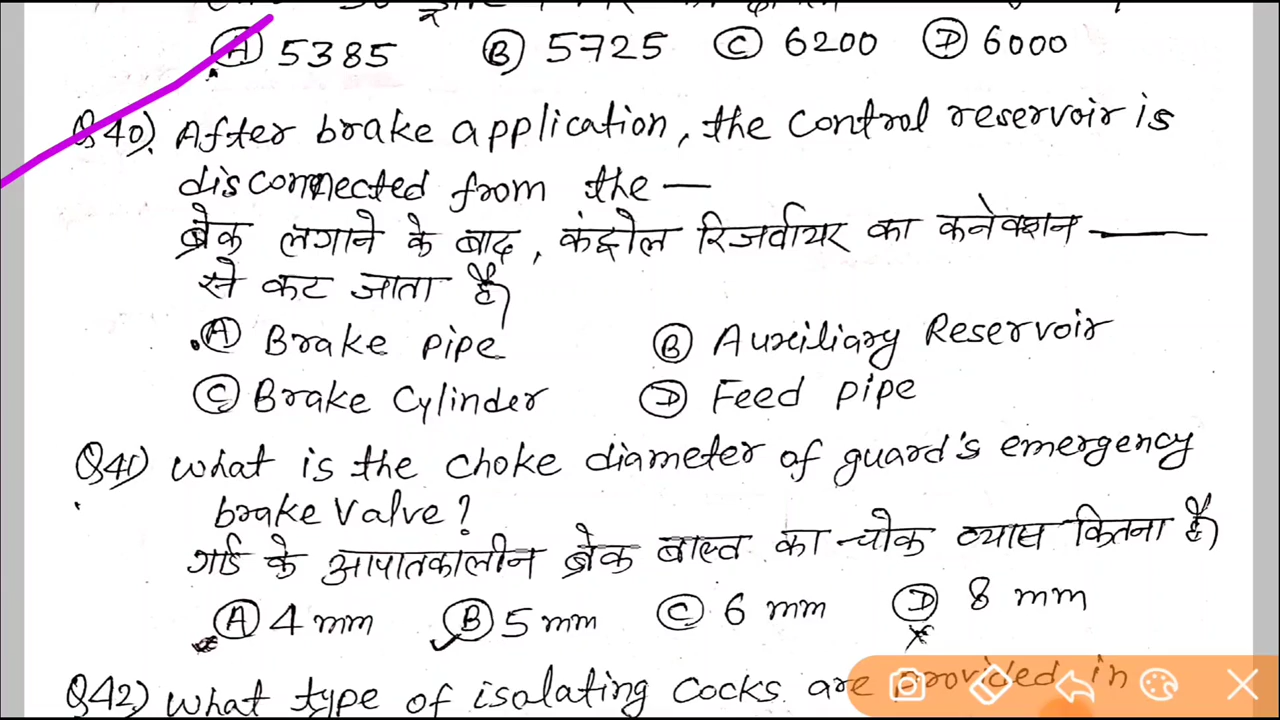 Ⓐ 5385 Ⓑ 5725 Ⓒ 6200 Ⓓ 6000
Q40). After brake application, the control reservoir is
disconnected from the —
ब्रेक लगाने के बाद, कंट्रोल रिजर्वायर का कनेक्शन ———
से कट जाता है?
Ⓐ Brake pipe Ⓑ Auxiliary Reservoir
Ⓒ Brake Cylinder Ⓓ Feed pipe
Q41) What is the choke diameter of guard's emergency
brake valve?
गार्ड के आपातकालीन ब्रेक वाल्व का चोक व्यास कितना है?
Ⓐ 4 mm Ⓑ 5 mm Ⓒ 6 mm Ⓓ 8 mm
Q42) What type of isolating cocks are provided in